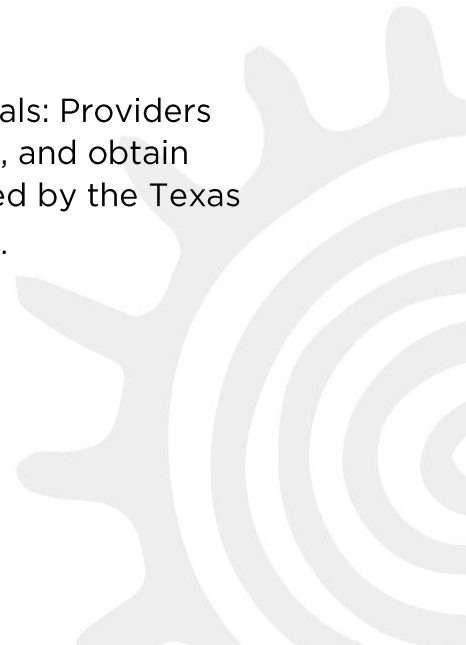 als: Providers
, and obtain
ed by the Texas
.